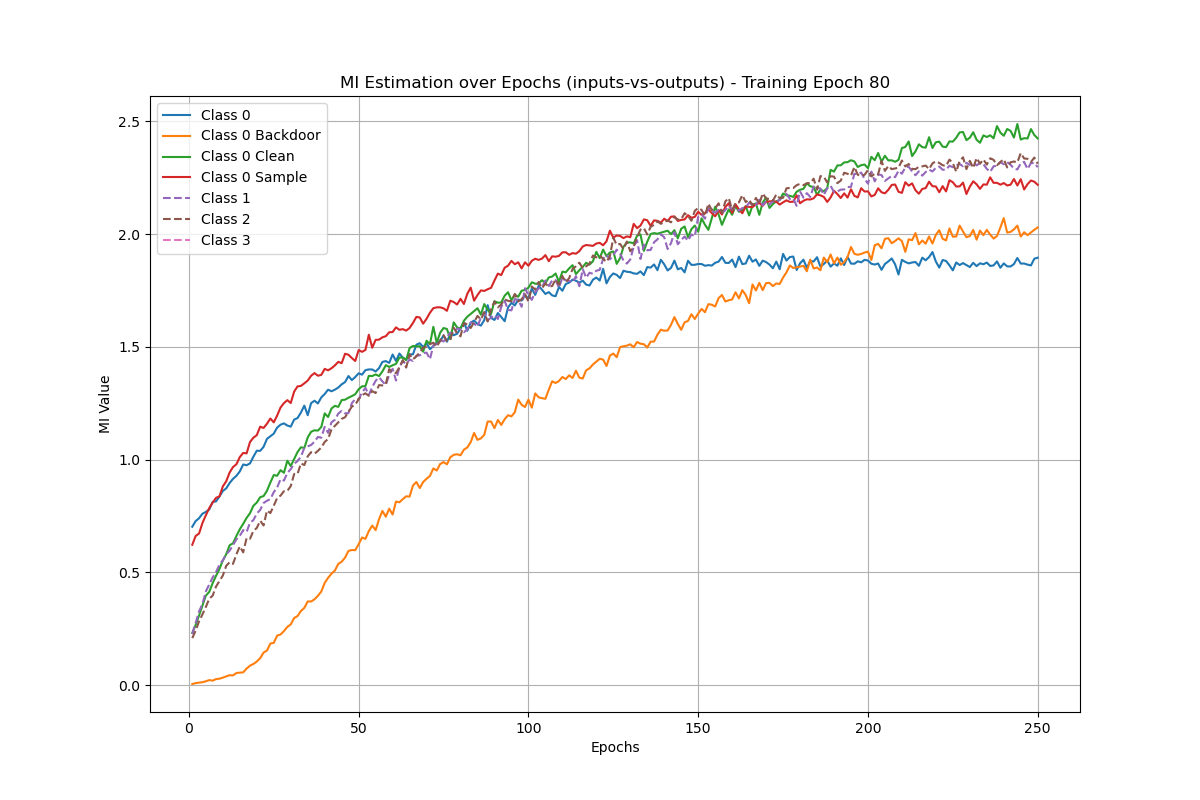 MI Estimation over Epochs (inputs-vs-outputs) - Training Epoch 80
Class 0
Class 0 Backdoor
Class 0 Clean
Class 0 Sample
Class 1
Class 2
Class 3
MI Value
2.5
2.0
1.5
1.0
0.5
0.0
0 50 100 150 200 250
Epochs